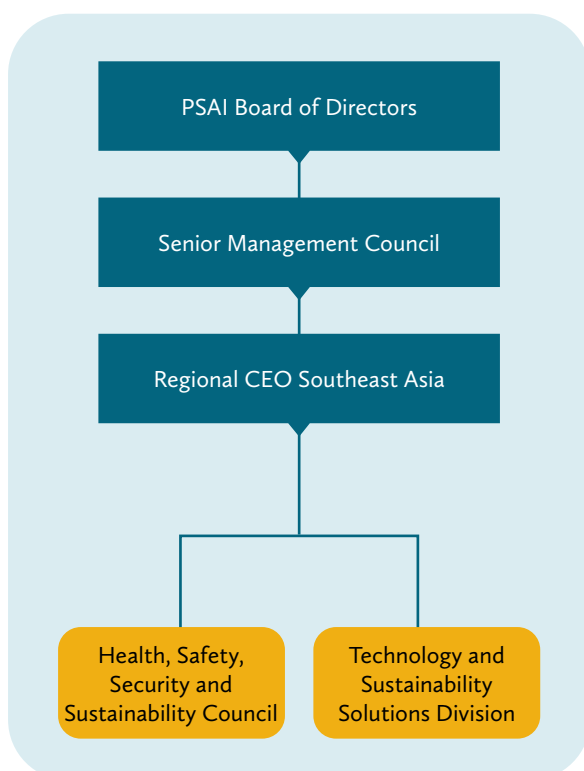 PSAI Board of Directors
Senior Management Council
Regional CEO Southeast Asia
Health, Safety,
Security and
Sustainability Council
Technology and
Sustainability
Solutions Division